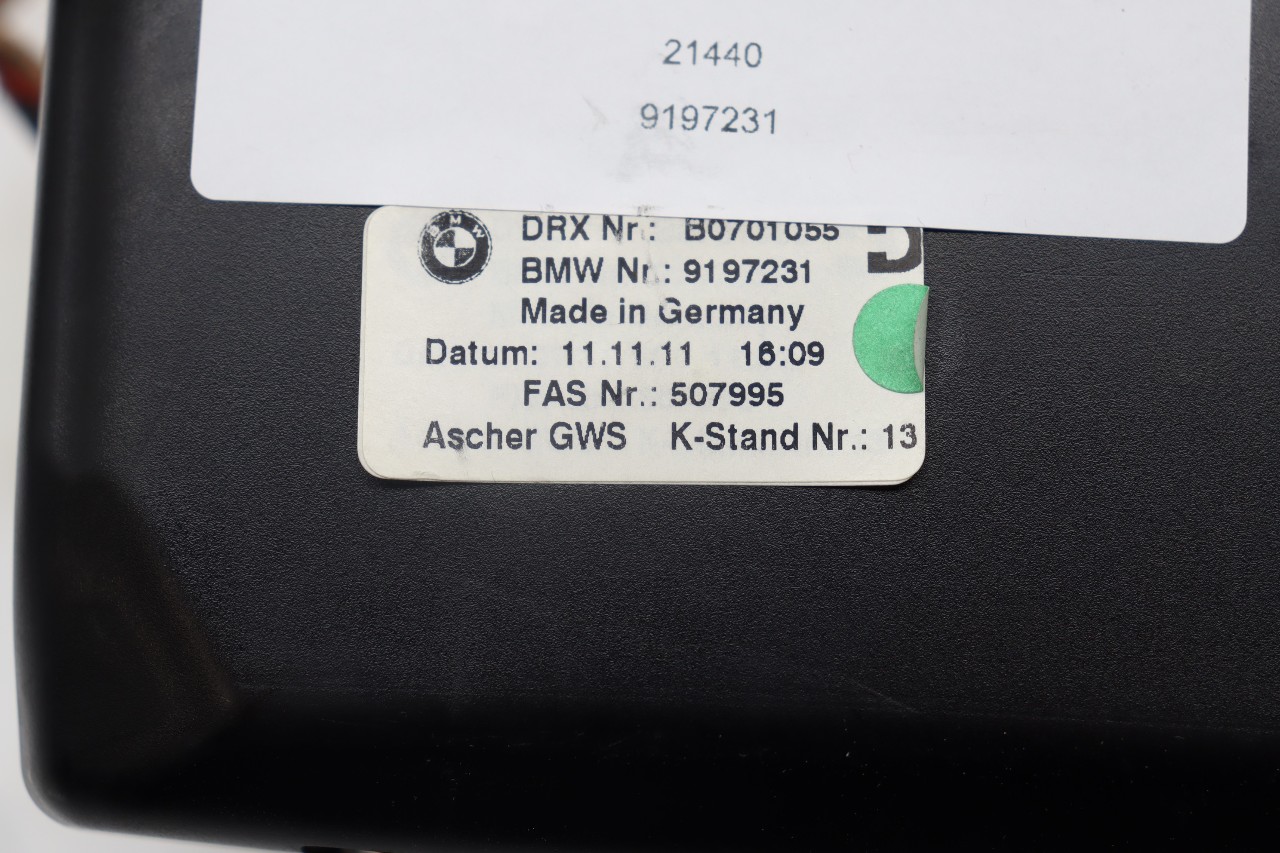 21440
9197231
BMW
DRX Nr.: B0701055
BMW Nr.: 9197231
Made in Germany
Datum: 11.11.11 16:09
FAS Nr.: 507995
Ascher GWS K-Stand Nr.: 13